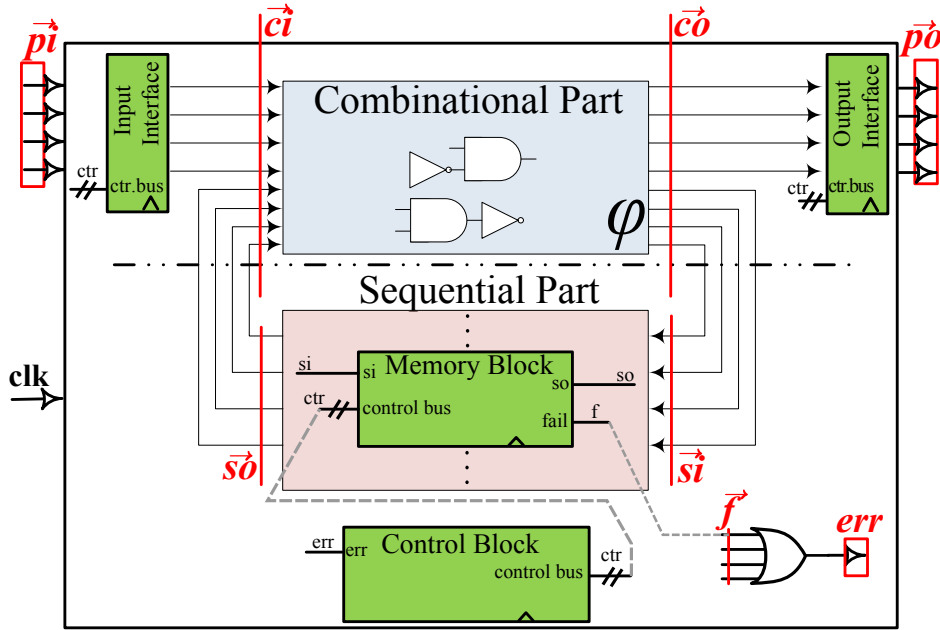 pi
ci
co
po
Input
Interface
ctr
ctr.bus
Combinational Part
φ
Output
Interface
ctr
ctr.bus
Sequential Part
clk
si
si
Memory Block
so
so
ctr
control bus
fail
f
so
si
f
err
err
err
Control Block
ctr
control bus